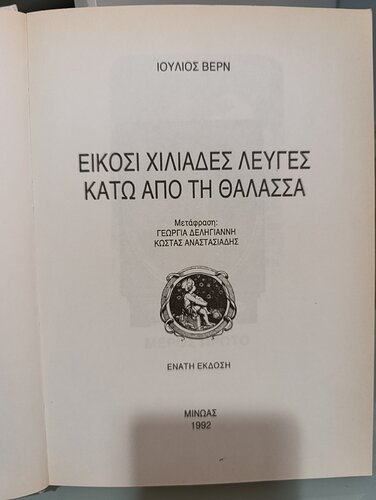 ΙΟΥΛΙΟΣ ΒΕΡΝ
ΕΙΚΟΣΙ ΧΙΛΙΑΔΕΣ ΛΕΥΓΕΣ
ΚΑΤΩ ΑΠΟ ΤΗ ΘΑΛΑΣΣΑ
Μετάφραση:
ΓΕΩΡΓΙΑ ΔΕΛΗΓΙΑΝΝΗ
ΚΩΣΤΑΣ ΑΝΑΣΤΑΣΙΑΔΗΣ
ΕΝΑΤΗ ΕΚΔΟΣΗ
ΜΙΝΩΑΣ
1992